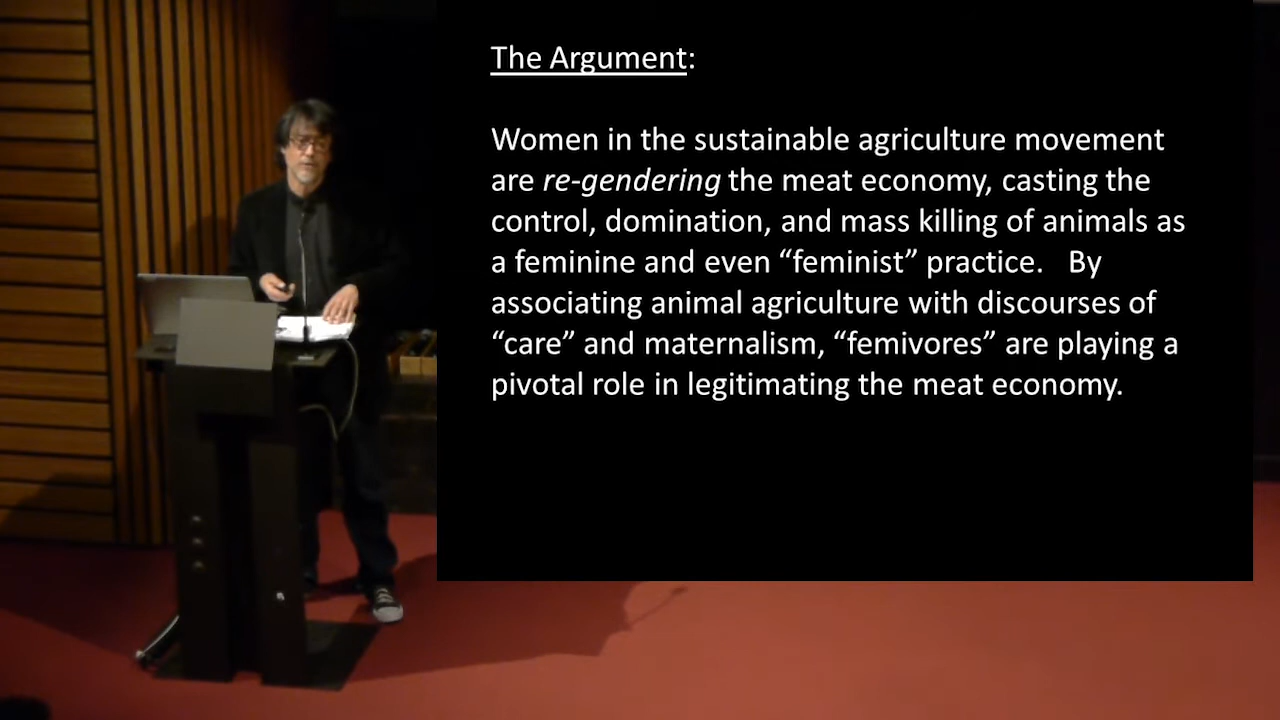 The Argument:
Women in the sustainable agriculture movement
are re-gendering the meat economy, casting the
control, domination, and mass killing of animals as
a feminine and even “feminist” practice.   By
associating animal agriculture with discourses of
“care” and maternalism, “femivores” are playing a
pivotal role in legitimating the meat economy.